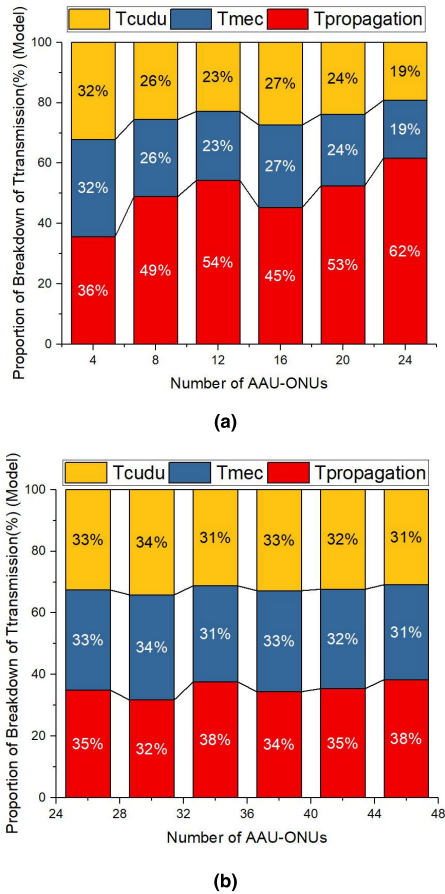 Tcudu Tmec Tpropagation
Proportion of Breakdown of Ttransmission(%) (Model)
100
80
60
40
20
0
32% 26% 23% 27% 24% 19%
32% 26% 23% 27% 24% 19%
36% 49% 54% 45% 53% 62%
4 8 12 16 20 24
Number of AAU-ONUs
(a)
Tcudu Tmec Tpropagation
Proportion of Breakdown of Ttransmission(%) (Model)
100
80
60
40
20
0
33% 34% 31% 33% 32% 31%
33% 34% 31% 33% 32% 31%
35% 32% 38% 34% 35% 38%
24 28 32 36 40 44 48
Number of AAU-ONUs
(b)